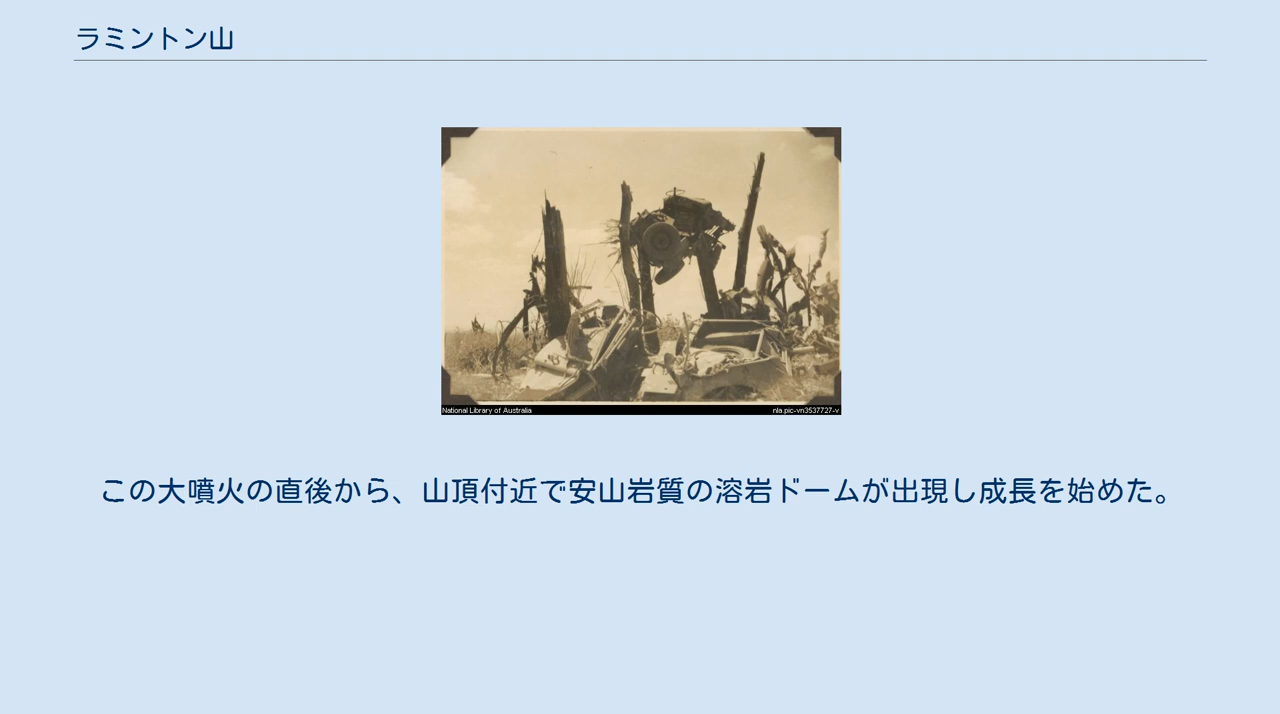 ラミントン山
National Library of Australia
nla.pic-vn3537727-v
この大噴火の直後から、山頂付近で安山岩質の溶岩ドームが出現し成長を始めた。